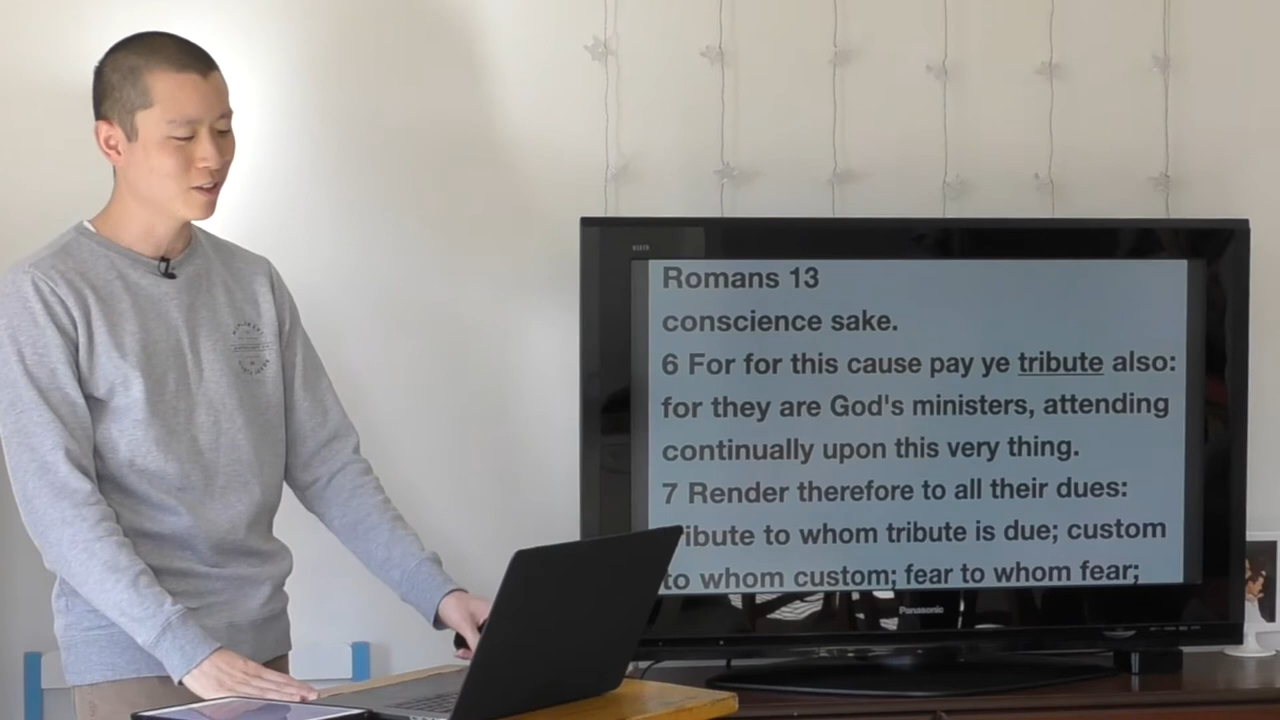 VIERA
Romans 13
conscience sake.
6 For for this cause pay ye tribute also:
for they are God's ministers, attending
continually upon this very thing.
7 Render therefore to all their dues:
ribute to whom tribute is due; custom
to whom custom; fear to whom fear;
Panasonic